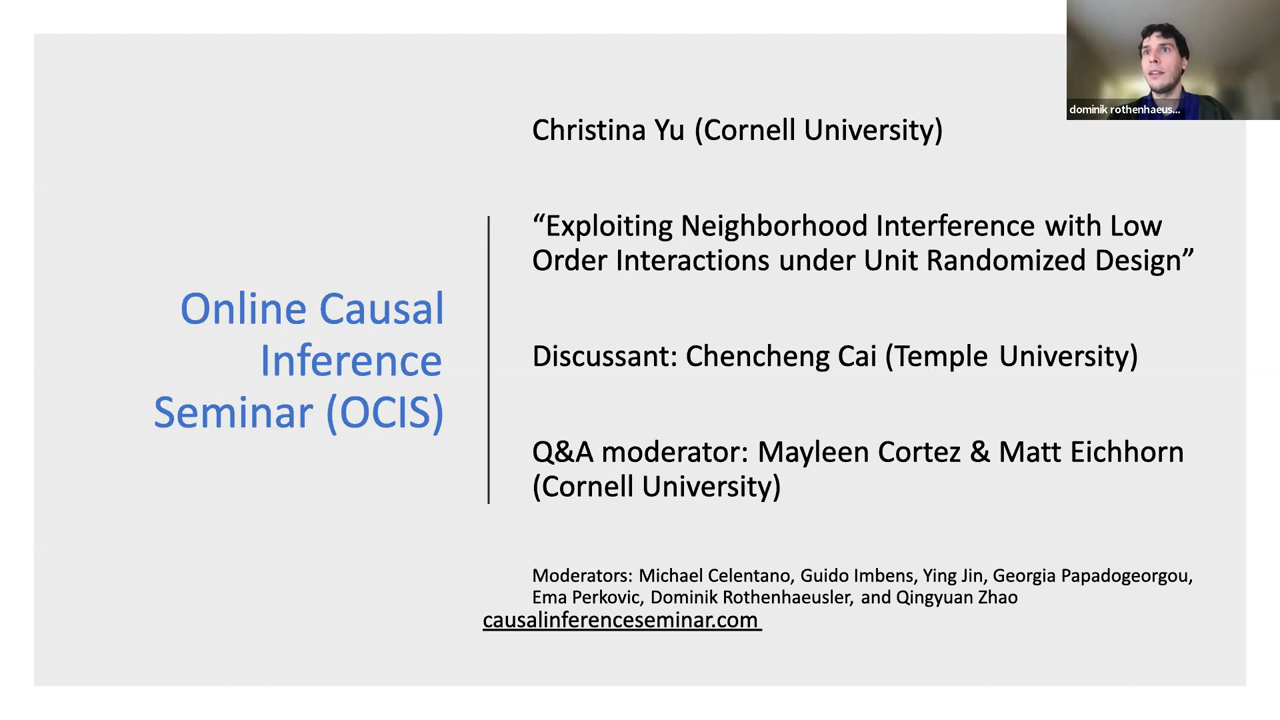 Online Causal
Inference
Seminar (OCIS)
Christina Yu (Cornell University)
“Exploiting Neighborhood Interference with Low
Order Interactions under Unit Randomized Design”
Discussant: Chencheng Cai (Temple University)
Q&A moderator: Mayleen Cortez & Matt Eichhorn
(Cornell University)
Moderators: Michael Celentano, Guido Imbens, Ying Jin, Georgia Papadogeorgou,
Ema Perkovic, Dominik Rothenhaeusler, and Qingyuan Zhao
causalinferenceseminar.com
dominik rothenhaeus...